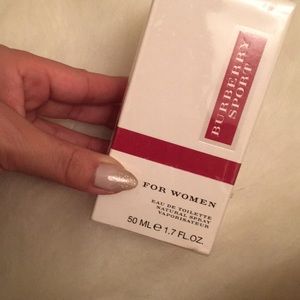 BURBERRY
SPORT
FOR WOMEN
EAU DE TOILETTE
NATURAL SPRAY
VAPORISATEUR
50 ML ℮ 1.7 FL.OZ.